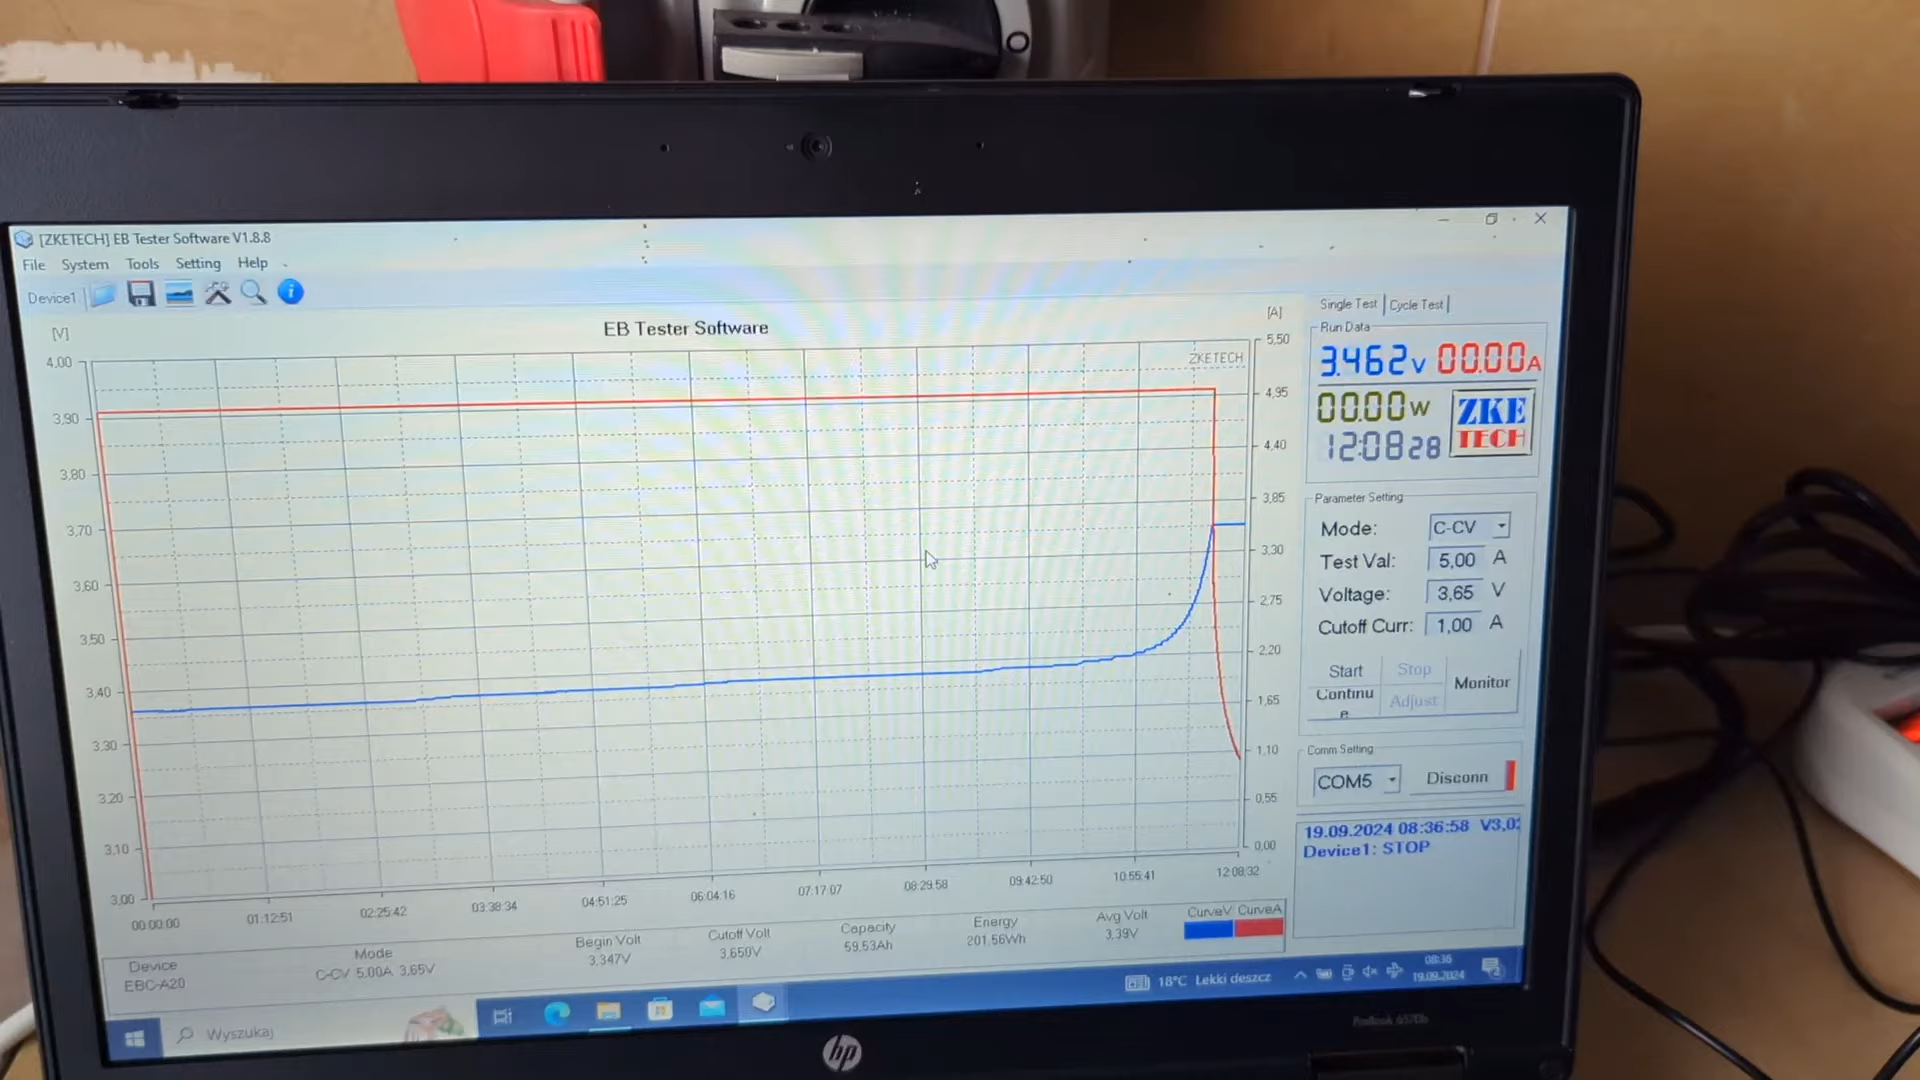 [ZKETECH] EB Tester Software V1.8.8
File System Tools Setting Help
Device1
EB Tester Software
[V]
[A]
ZKETECH
4,00
3,90
3,80
3,70
3,60
3,50
3,40
3,30
3,20
3,10
3,00
5,50
4,95
4,40
3,85
3,30
2,75
2,20
1,65
1,10
0,55
0,00
00:00:00 01:12:51 02:25:42 03:38:34 04:51:25 06:04:16 07:17:07 08:29:58 09:42:50 10:55:41 12:08:32
Device
EBC-A20
Mode
C-CV 5.00A 3.65V
Begin Volt
3.347V
Cutoff Volt
3.650V
Capacity
59.53Ah
Energy
201.56Wh
Avg Volt
3.39V
CurveV CurveA
Single Test Cycle Test
Run Data
3.462V 00.00A
00.00W
12:0828
ZKE
TECH
Parameter Setting
Mode: C-CV
Test Val: 5,00 A
Voltage: 3,65 V
Cutoff Curr: 1,00 A
Start Stop
Continu
e
Adjust
Monitor
Comm Setting
COM5 Disconn
19.09.2024 08:36:58
Device1: STOP
Wyszukaj
18°C Lekki deszcz
08:36
19.09.2024
hp